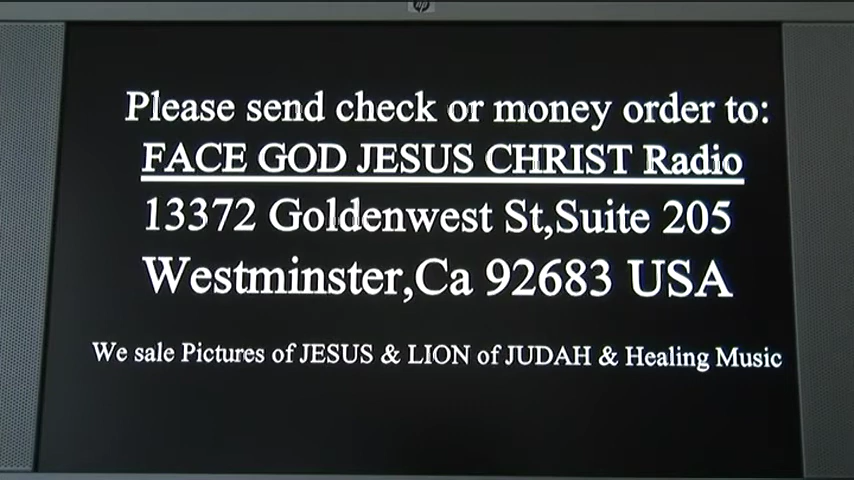 hp
Please send check or money order to:
FACE GOD JESUS CHRIST Radio
13372 Goldenwest St,Suite 205
Westminster,Ca 92683 USA
We sale Pictures of JESUS & LION of JUDAH & Healing Music